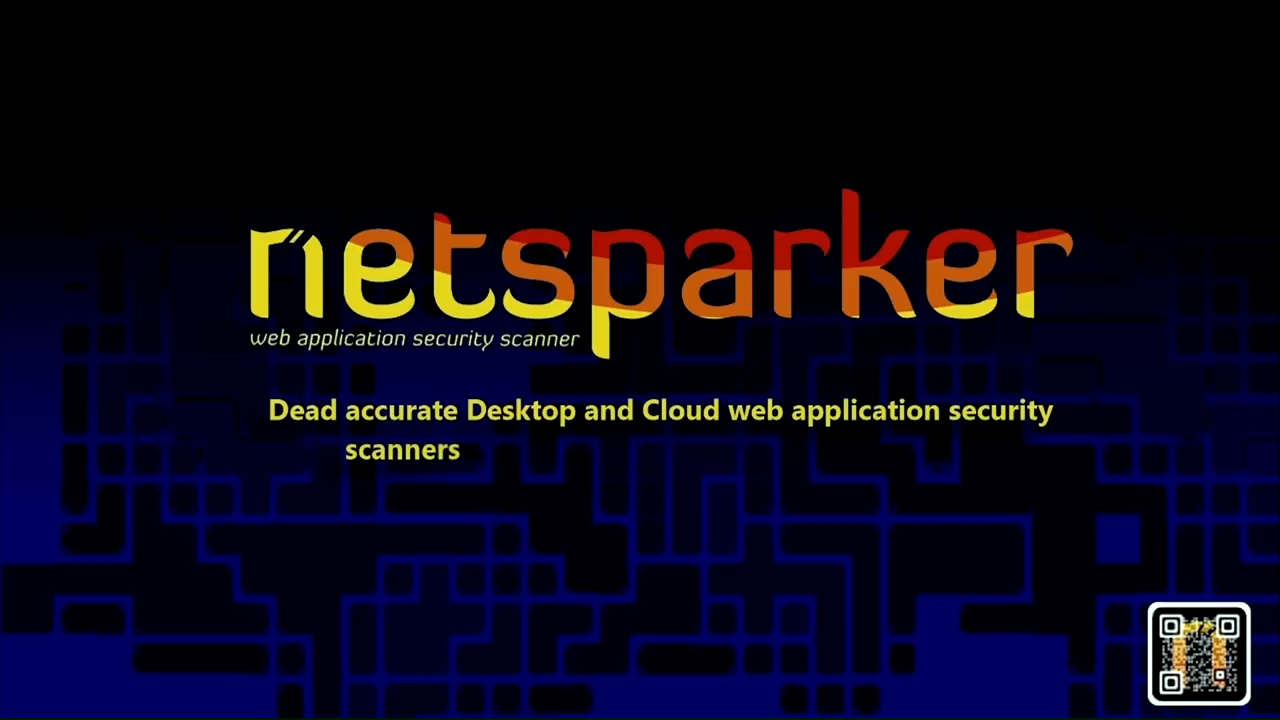 netsparker
web application security scanner
Dead accurate Desktop and Cloud web application security
scanners